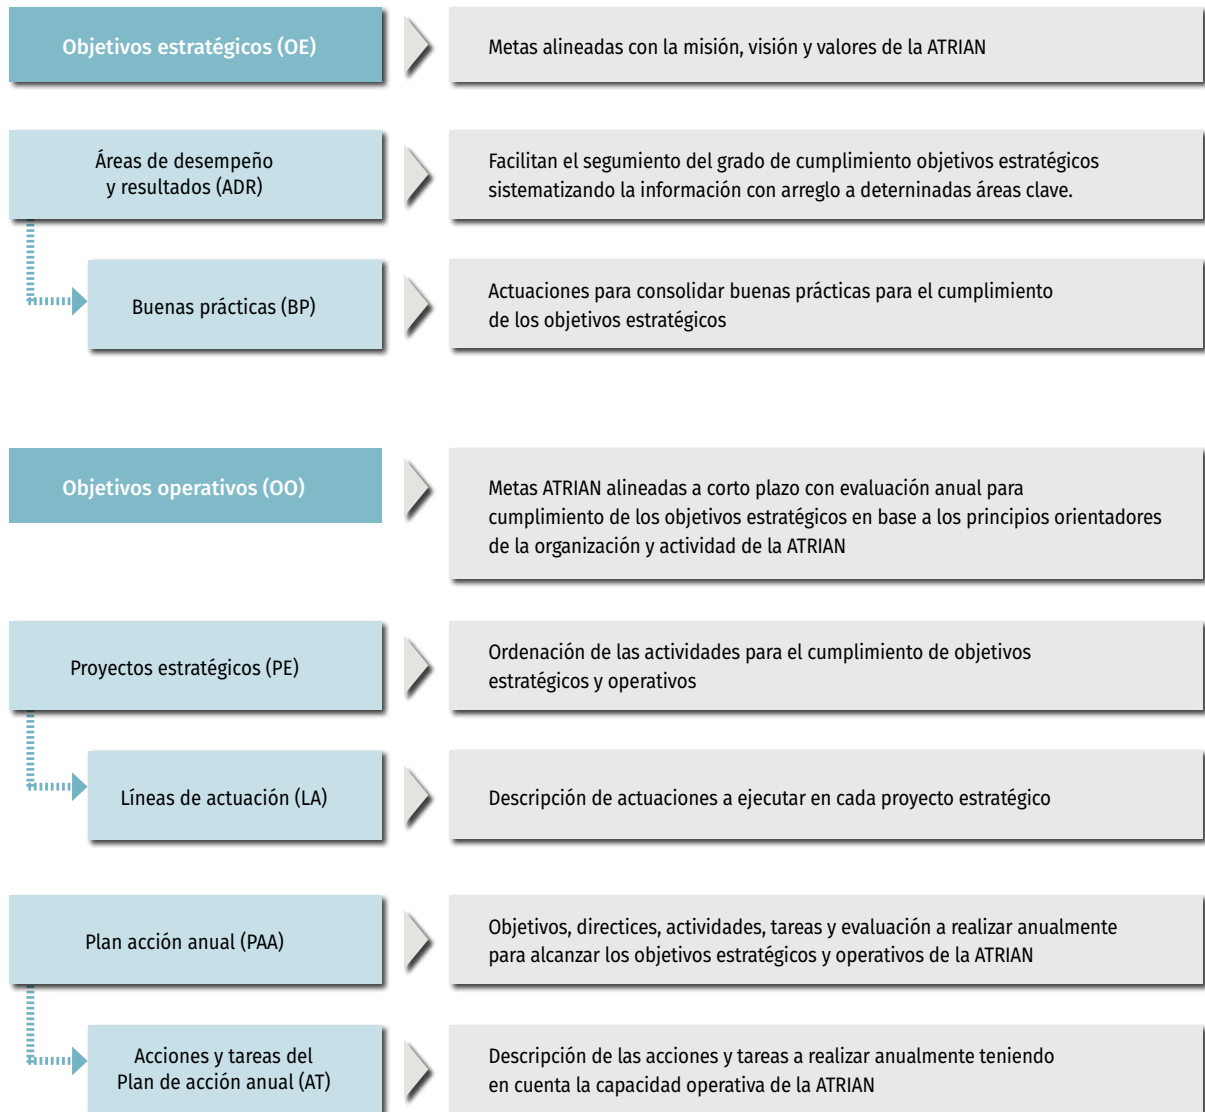 Objetivos estratégicos (OE)
Metas alineadas con la misión, visión y valores de la ATRIAN
Áreas de desempeño
y resultados (ADR)
Facilitan el segumiento del grado de cumplimiento objetivos estratégicos
sistematizando la información con arreglo a deterninadas áreas clave.
Buenas prácticas (BP)
Actuaciones para consolidar buenas prácticas para el cumplimiento
de los objetivos estratégicos
Objetivos operativos (OO)
Metas ATRIAN alineadas a corto plazo con evaluación anual para
cumplimiento de los objetivos estratégicos en base a los principios orientadores
de la organización y actividad de la ATRIAN
Proyectos estratégicos (PE)
Ordenación de las actividades para el cumplimiento de objetivos
estratégicos y operativos
Líneas de actuación (LA)
Descripción de actuaciones a ejecutar en cada proyecto estratégico
Plan acción anual (PAA)
Objetivos, directices, actividades, tareas y evaluación a realizar anualmente
para alcanzar los objetivos estratégicos y operativos de la ATRIAN
Acciones y tareas del
Plan de acción anual (AT)
Descripción de las acciones y tareas a realizar anualmente teniendo
en cuenta la capacidad operativa de la ATRIAN